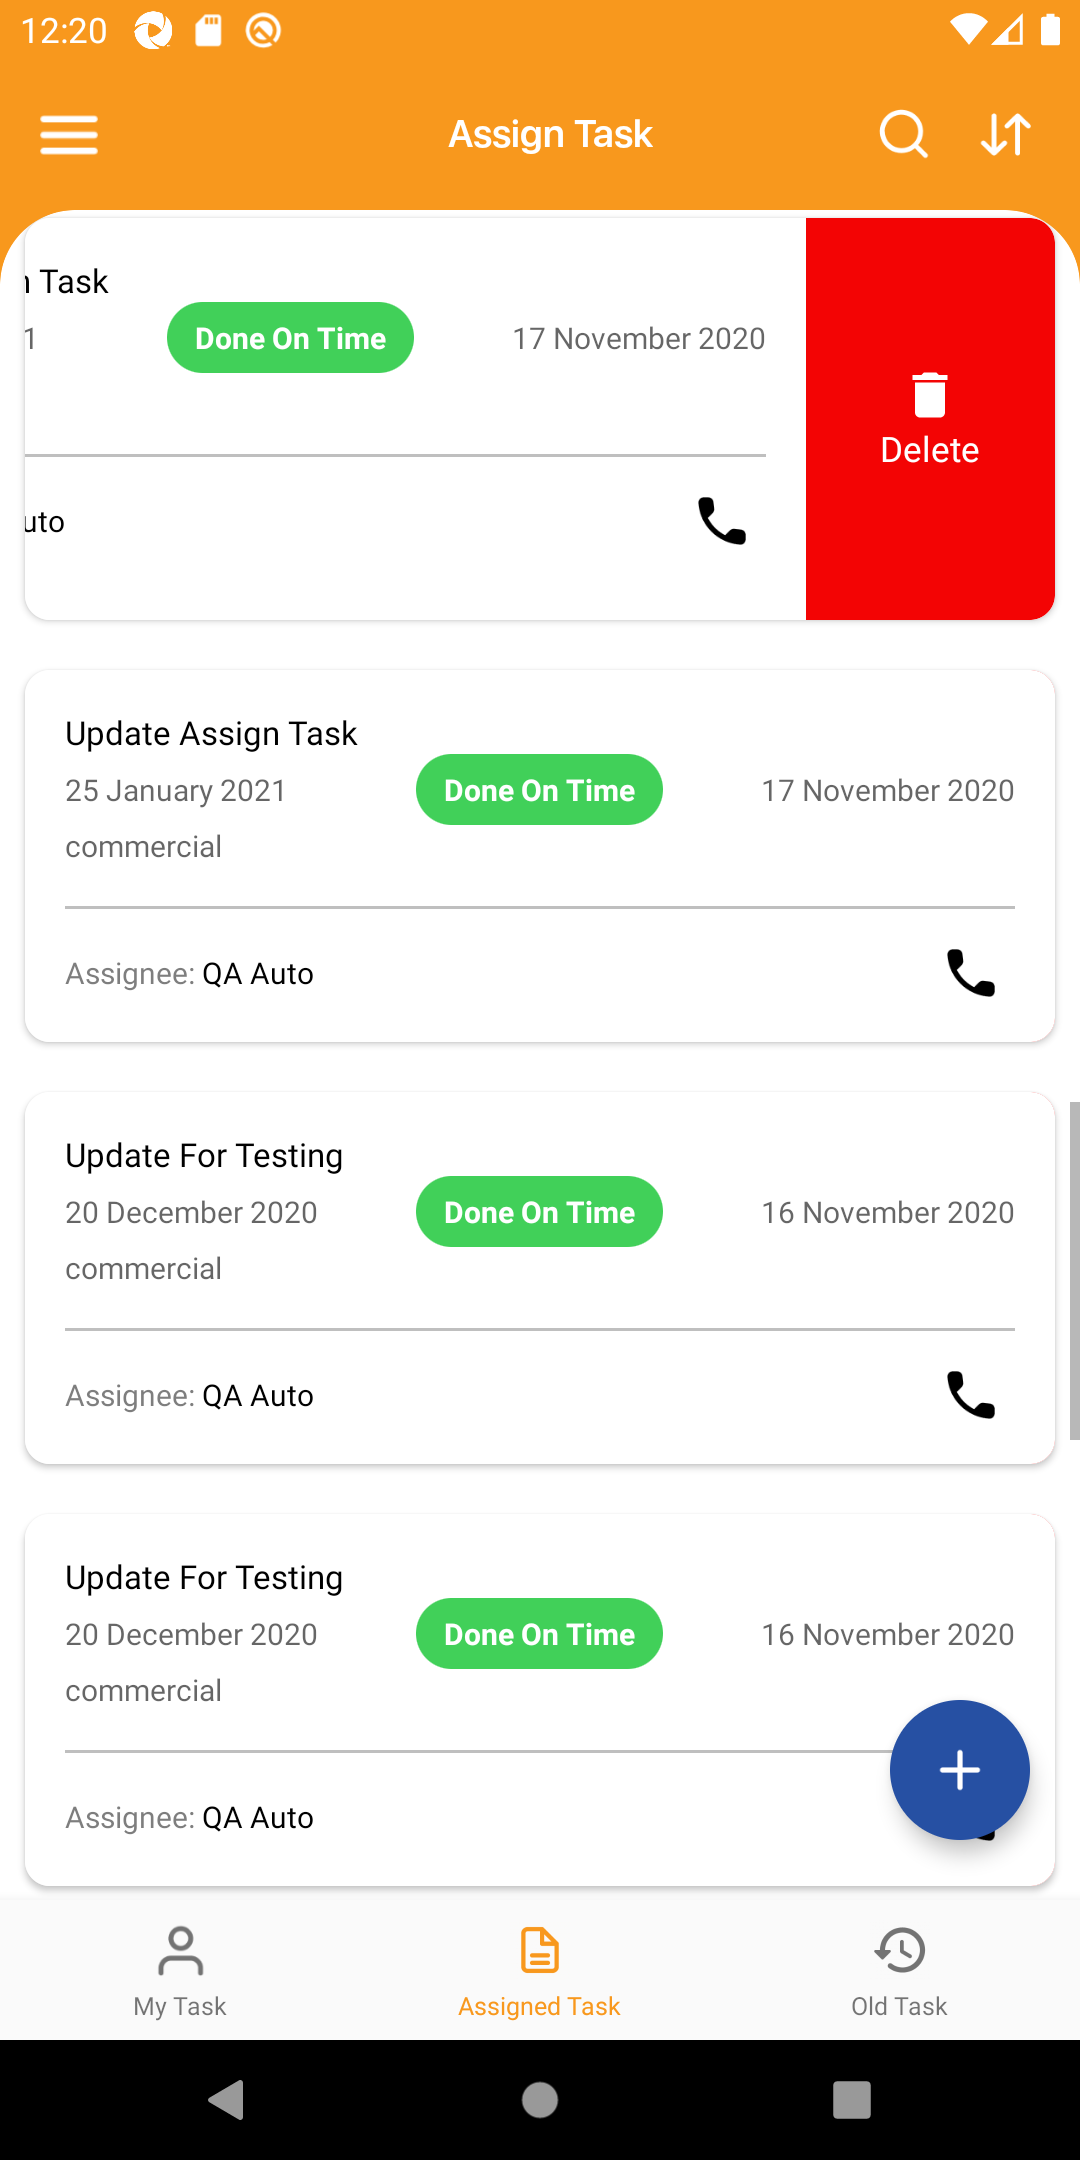 12:20
Assign Task
Task
1 Done On Time 17 November 2020
Delete
uto
Update Assign Task
25 January 2021 Done On Time 17 November 2020
commercial
Assignee: QA Auto
Update For Testing
20 December 2020 Done On Time 16 November 2020
commercial
Assignee: QA Auto
Update For Testing
20 December 2020 Done On Time 16 November 2020
commercial
Assignee: QA Auto
My Task Assigned Task Old Task